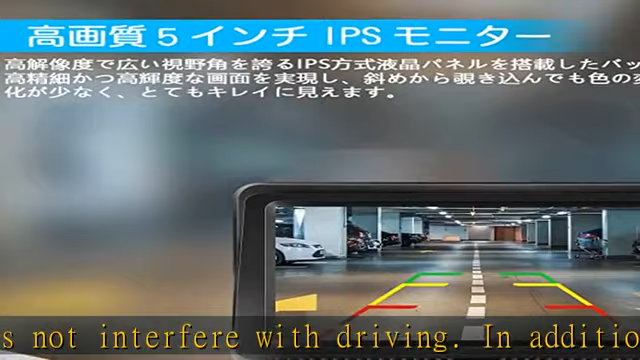 高画質5インチ IPSモニター
高解像度で広い視野角を誇るIPS方式液晶パネルを搭載したバッ
高精細かつ高輝度な画面を実現し、斜めから覗き込んでも色の変
化が少なく、とてもキレイに見えます。
s not interfere with driving. In additio